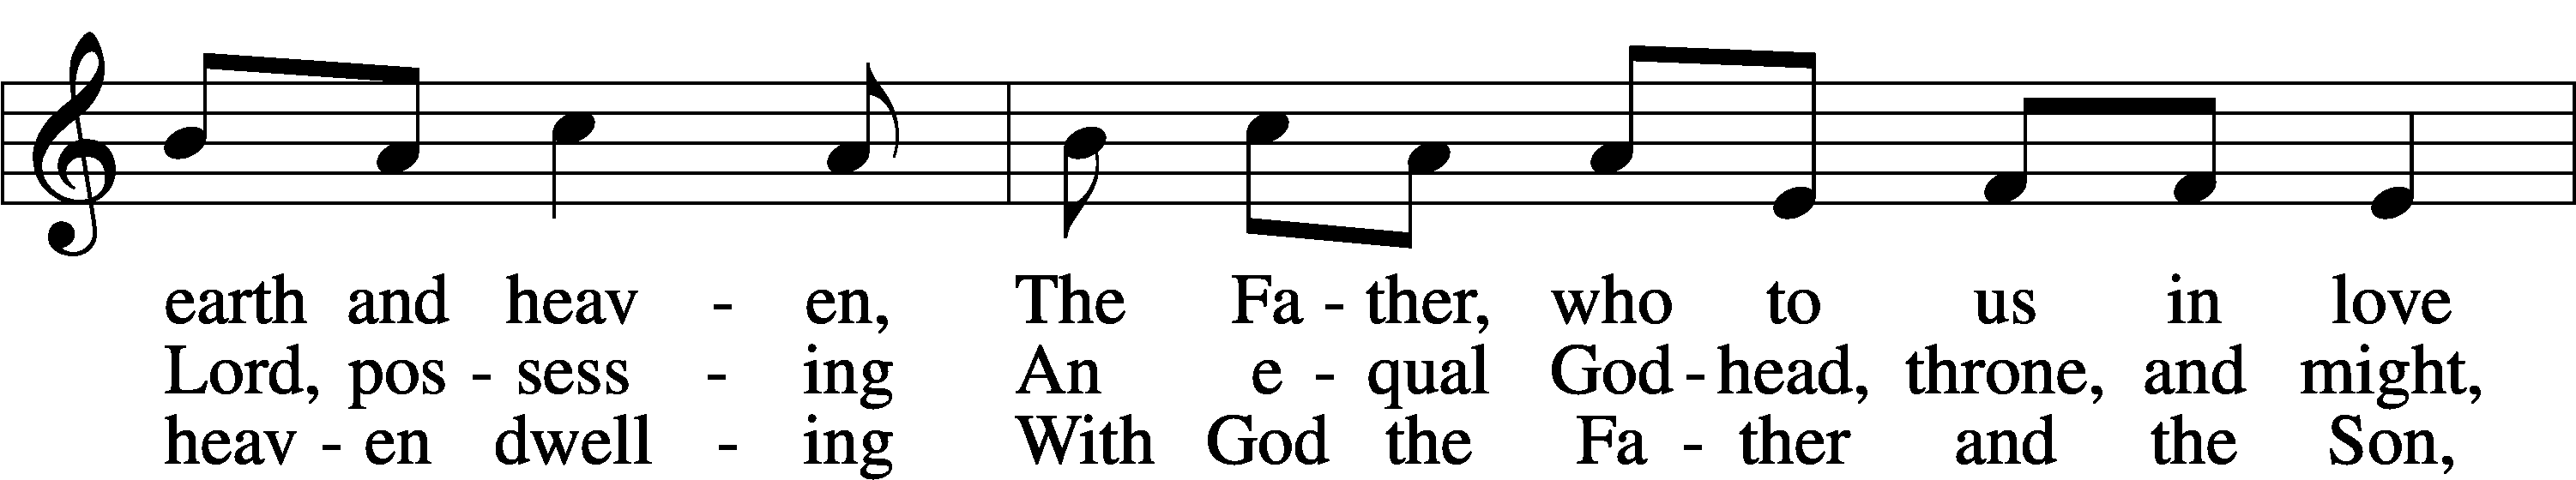 earth and heav - en, The Fa - ther, who to us in love
Lord, pos - sess - ing An e - qual God - head, throne, and might,
heav - en dwell - ing With God the Fa - ther and the Son,